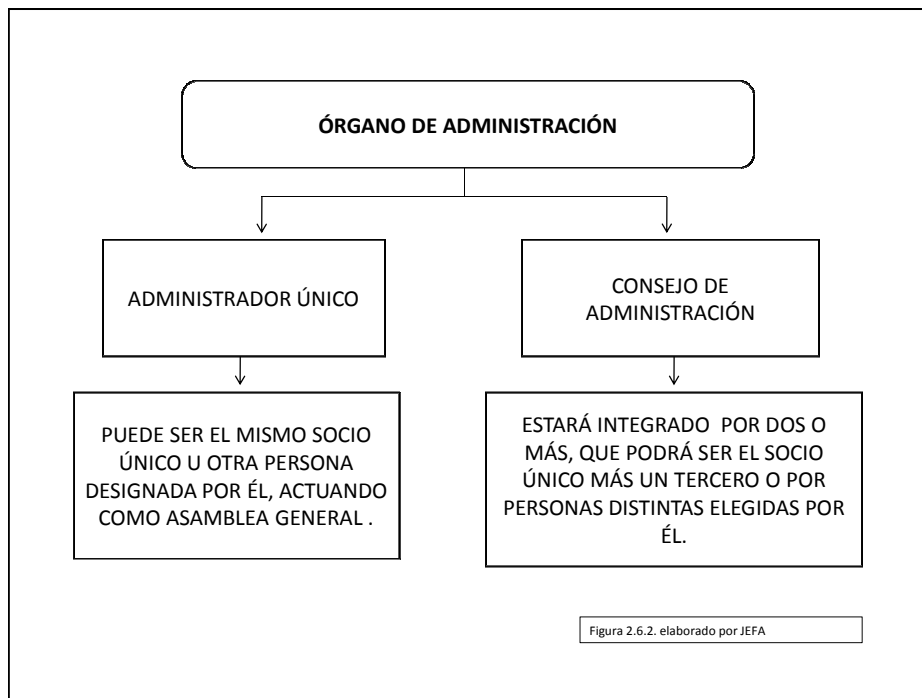 ÓRGANO DE ADMINISTRACIÓN
ADMINISTRADOR ÚNICO
CONSEJO DE
ADMINISTRACIÓN
PUEDE SER EL MISMO SOCIO
ÚNICO U OTRA PERSONA
DESIGNADA POR ÉL, ACTUANDO
COMO ASAMBLEA GENERAL .
ESTARÁ INTEGRADO  POR DOS O
MÁS, QUE PODRÁ SER EL SOCIO
ÚNICO MÁS UN TERCERO O POR
PERSONAS DISTINTAS ELEGIDAS POR
ÉL.
Figura 2.6.2. elaborado por JEFA